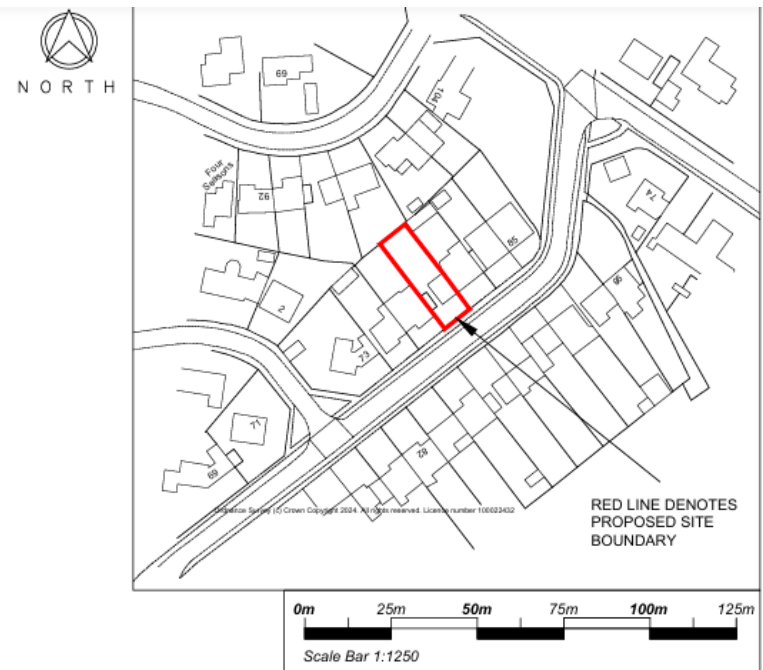 NORTH
69
104
Four
Seasons
92
74
85
96
2
73
71
82
69
Ordnance Survey (c) Crown Copyright 2024. All rights reserved. Licence number 100022432
RED LINE DENOTES
PROPOSED SITE
BOUNDARY
0m 25m 50m 75m 100m 125m
Scale Bar 1:1250